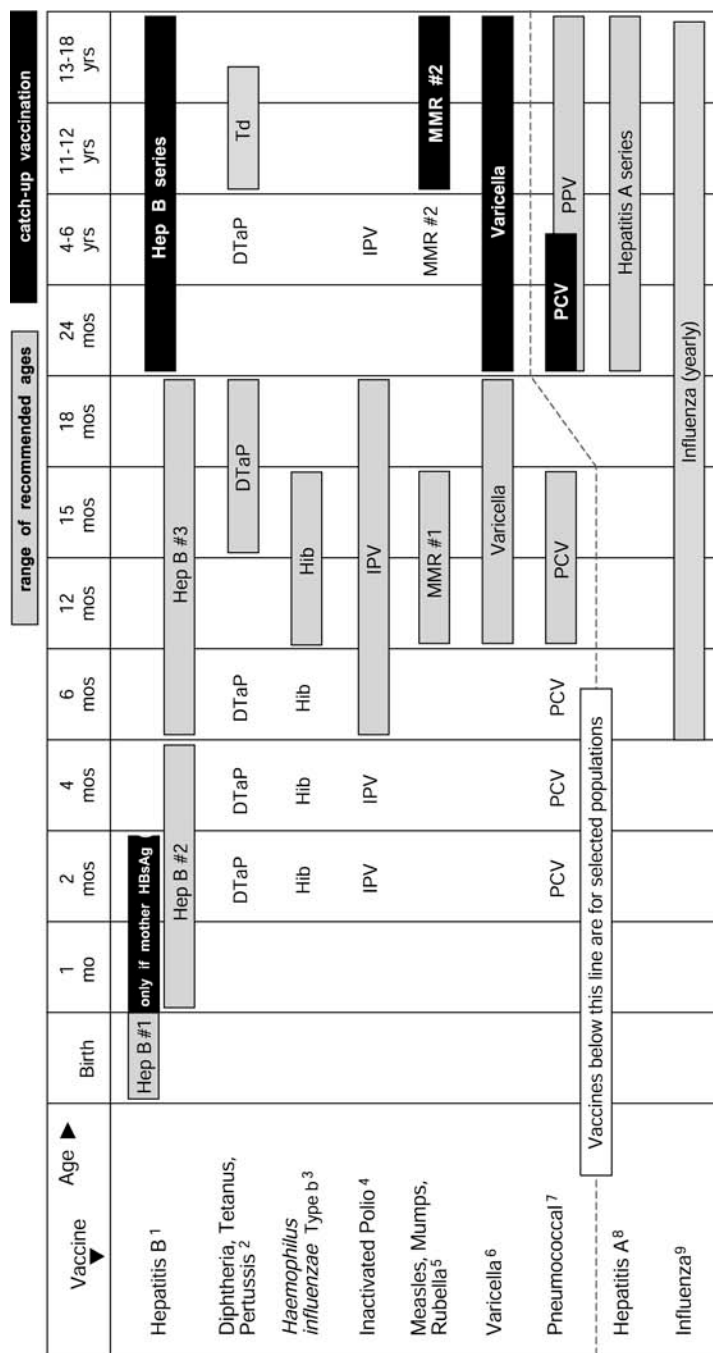 range of recommended ages
catch-up vaccination
Vaccine
Age
Birth
1 mo
2 mos
4 mos
6 mos
12 mos
15 mos
18 mos
24 mos
4-6 yrs
11-12 yrs
13-18 yrs
Hepatitis B 1
Hep B #1
only if mother HBsAg
Hep B #2
Hep B #3
Hep B series
Diphtheria, Tetanus,
Pertussis 2
DTaP
DTaP
DTaP
DTaP
DTaP
Td
Haemophilus
influenzae Type b 3
Hib
Hib
Hib
Hib
Inactivated Polio 4
IPV
IPV
IPV
IPV
Measles, Mumps,
Rubella 5
MMR #1
MMR #2
MMR #2
Varicella 6
Varicella
Varicella
Pneumococcal 7
PCV
PCV
PCV
PCV
PCV
PPV
Vaccines below this line are for selected populations
Hepatitis A 8
Hepatitis A series
Influenza 9
Influenza (yearly)